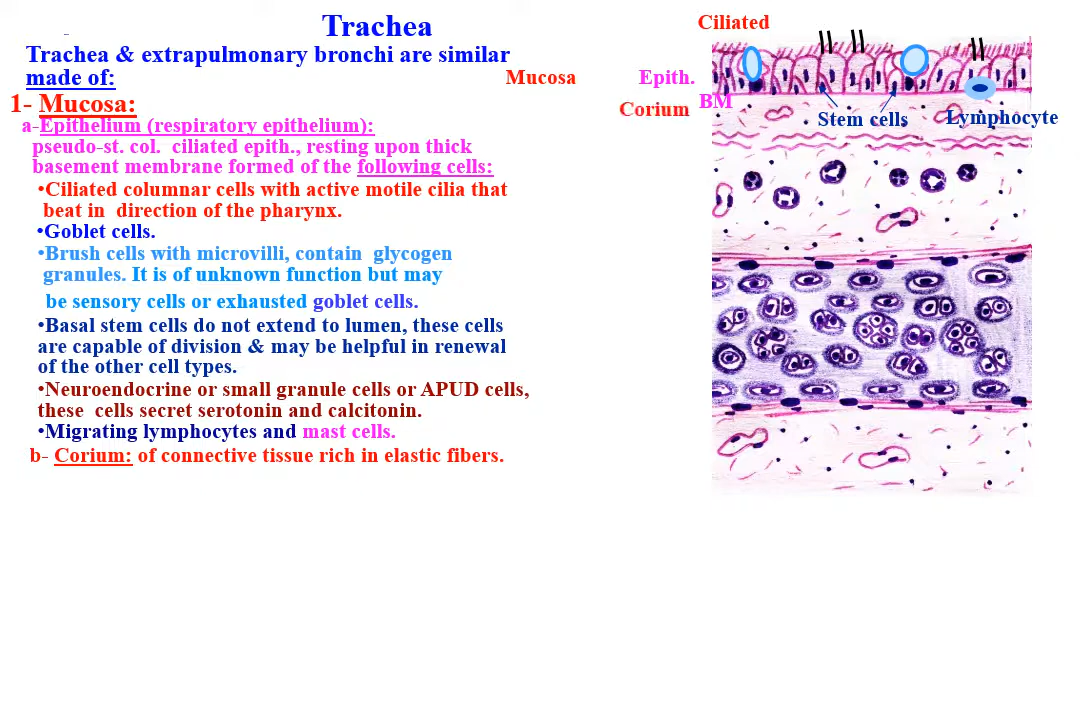 Trachea
Trachea & extrapulmonary bronchi are similar
made of:
1- Mucosa:
a-Epithelium (respiratory epithelium):
pseudo-st. col. ciliated epith., resting upon thick
basement membrane formed of the following cells:
•Ciliated columnar cells with active motile cilia that
beat in direction of the pharynx.
•Goblet cells.
•Brush cells with microvilli, contain glycogen
granules. It is of unknown function but may
be sensory cells or exhausted goblet cells.
•Basal stem cells do not extend to lumen, these cells
are capable of division & may be helpful in renewal
of the other cell types.
•Neuroendocrine or small granule cells or APUD cells,
these cells secret serotonin and calcitonin.
•Migrating lymphocytes and mast cells.
b- Corium: of connective tissue rich in elastic fibers.
Ciliated
Mucosa
Epith.
BM
Corium
Stem cells
Lymphocyte